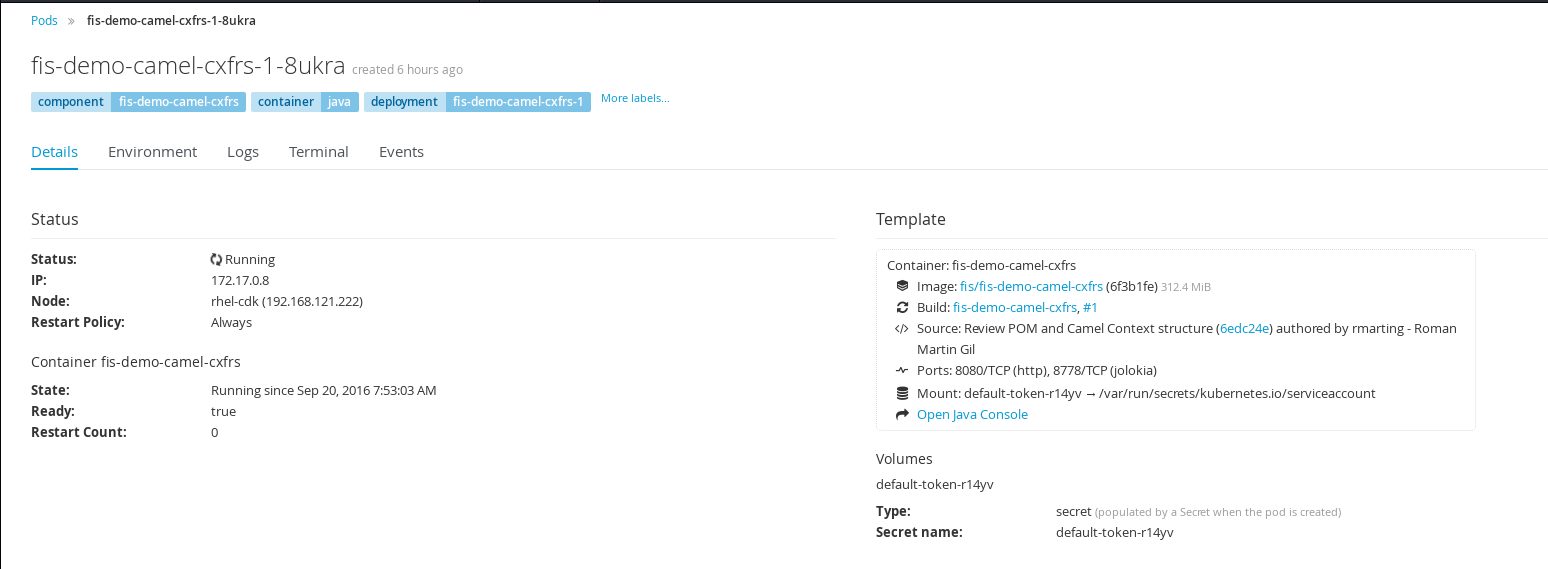 Pods » fis-demo-camel-cxfrs-1-8ukra
fis-demo-camel-cxfrs-1-8ukra created 6 hours ago
component fis-demo-camel-cxfrs container java deployment fis-demo-camel-cxfrs-1 More labels...
Details Environment Logs Terminal Events
Status
Status: Running
IP: 172.17.0.8
Node: rhel-cdk (192.168.121.222)
Restart Policy: Always
Container fis-demo-camel-cxfrs
State: Running since Sep 20, 2016 7:53:03 AM
Ready: true
Restart Count: 0
Template
Container: fis-demo-camel-cxfrs
Image: fis/fis-demo-camel-cxfrs (6f3b1fe) 312.4 MiB
Build: fis-demo-camel-cxfrs, #1
Source: Review POM and Camel Context structure (6edc24e) authored by rmarting - Roman
Martin Gil
Ports: 8080/TCP (http), 8778/TCP (jolokia)
Mount: default-token-r14yv → /var/run/secrets/kubernetes.io/serviceaccount
Open Java Console
Volumes
default-token-r14yv
Type: secret (populated by a Secret when the pod is created)
Secret name: default-token-r14yv